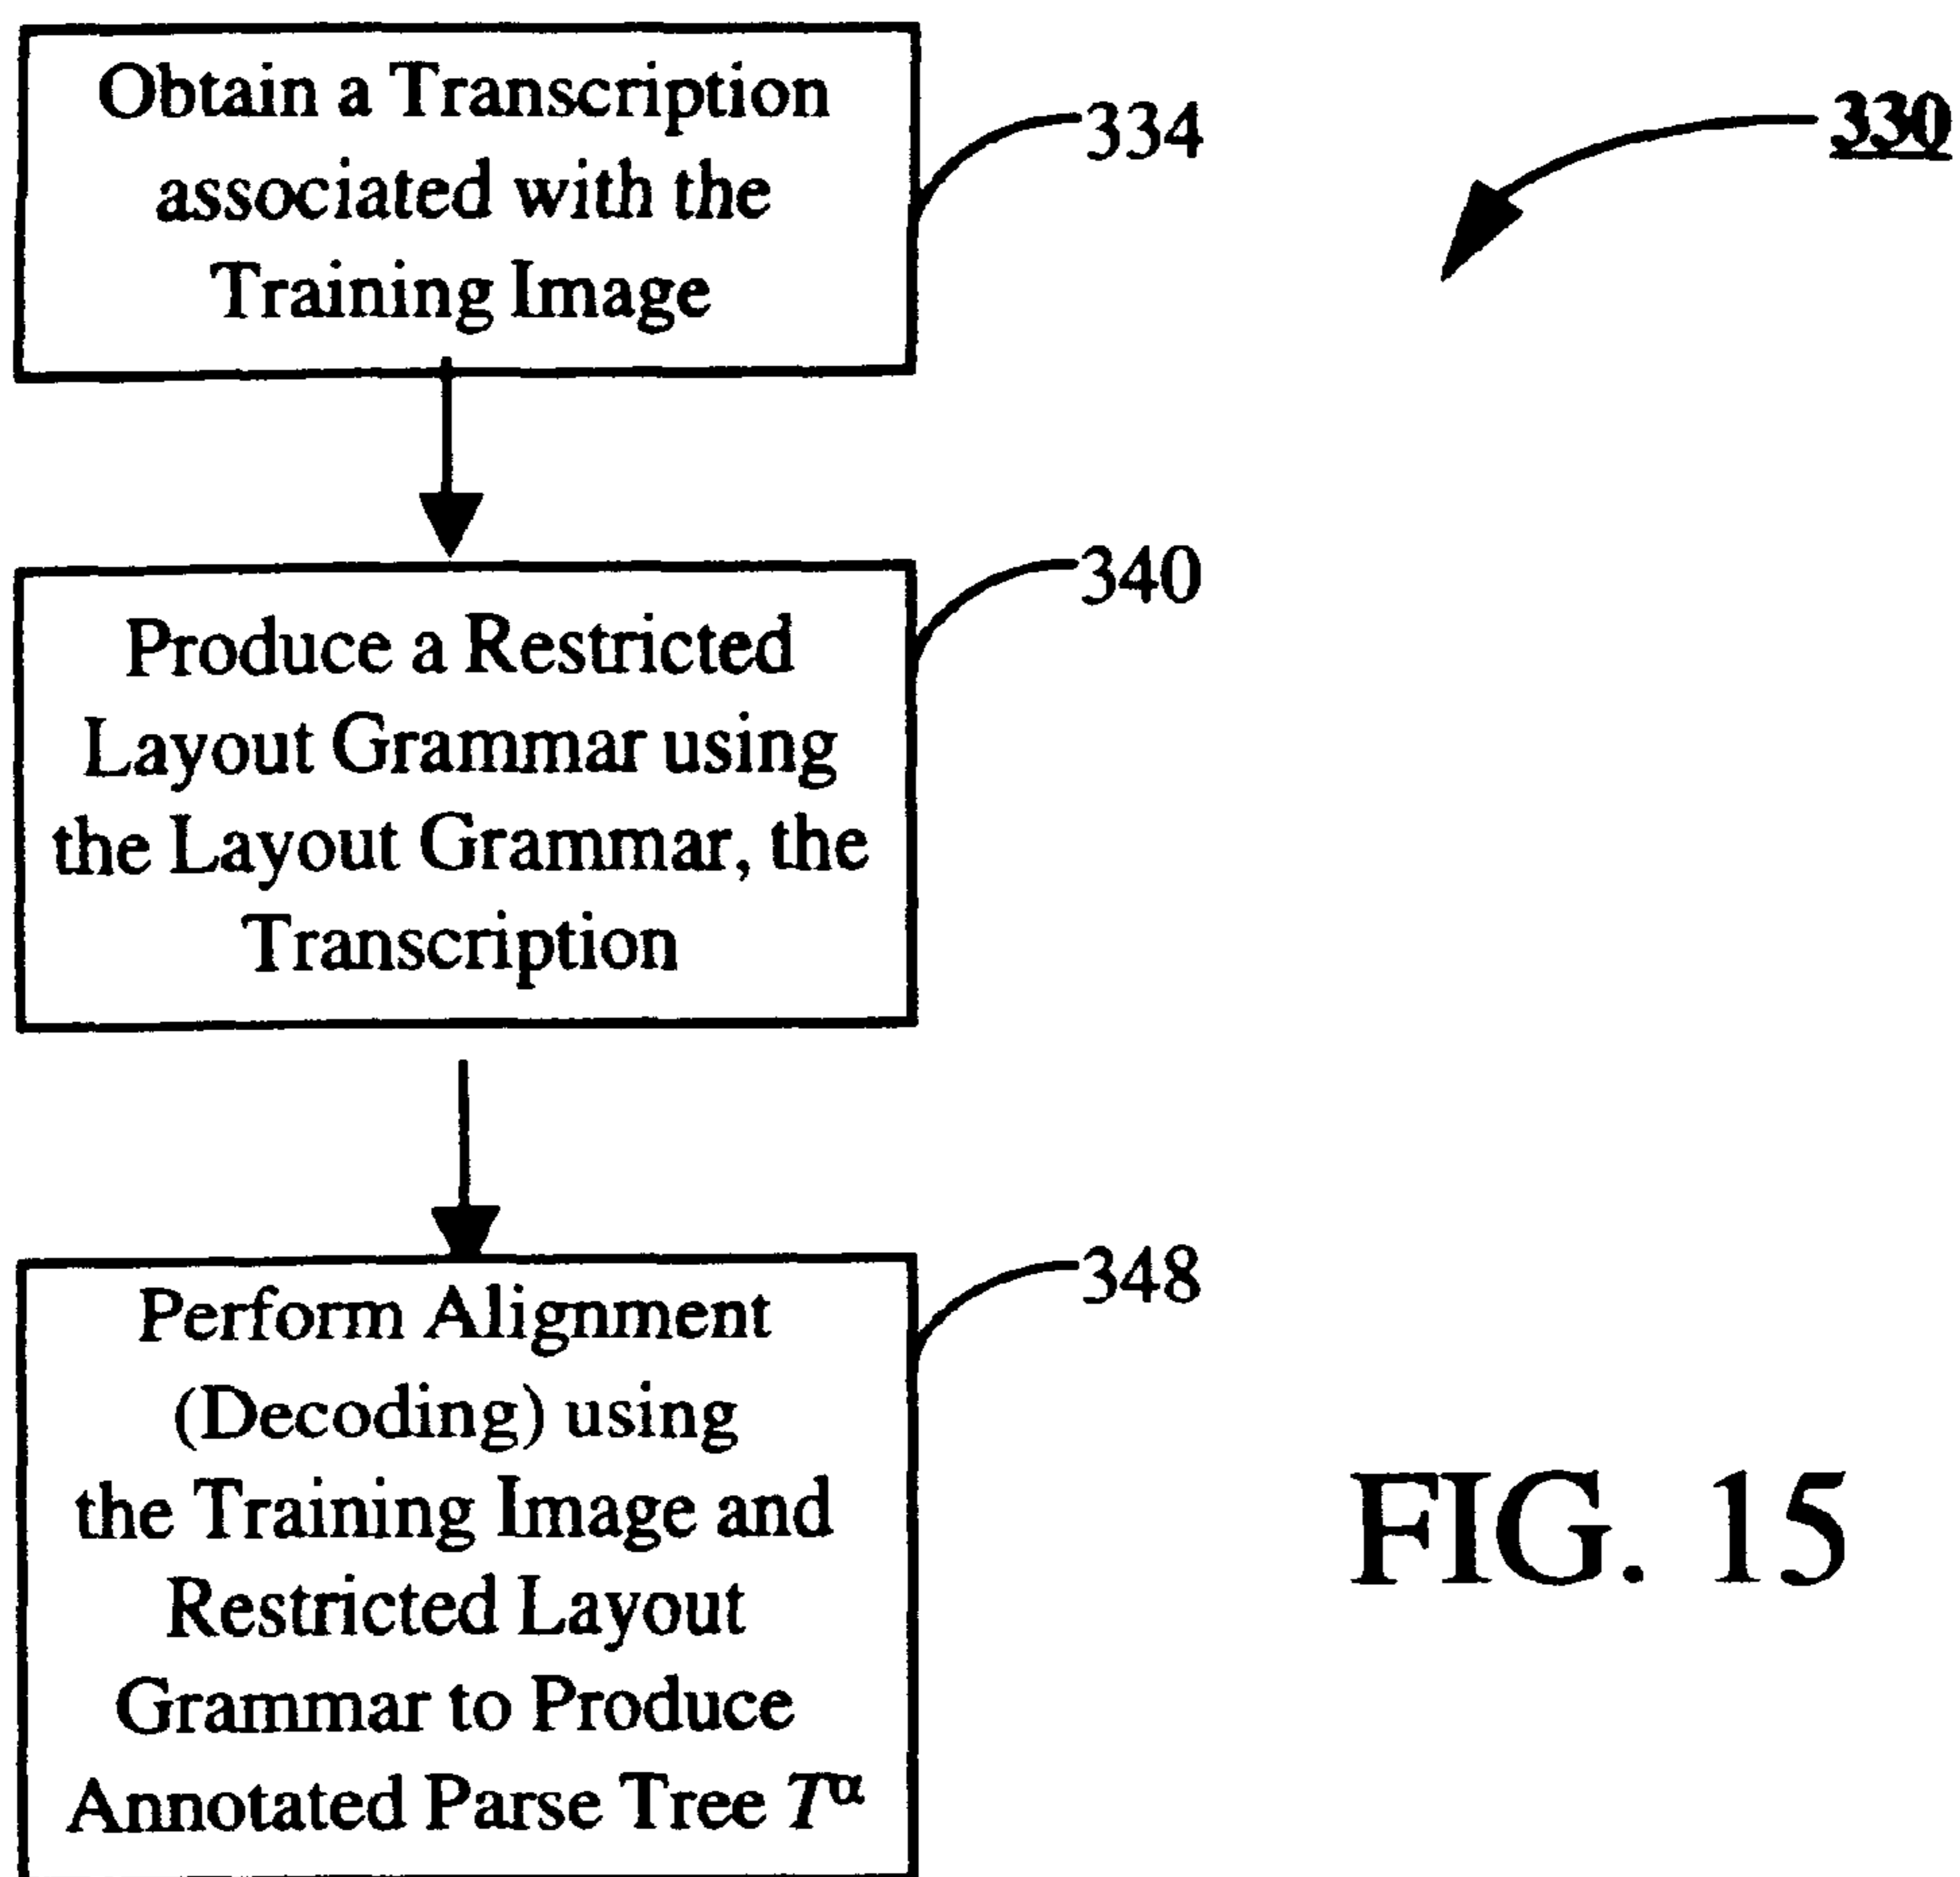 Obtain a Transcription
associated with the
Training Image
334
330
Produce a Restricted
Layout Grammar using
the Layout Grammar, the
Transcription
340
Perform Alignment
(Decoding) using
the Training Image and
Restricted Layout
Grammar to Produce
Annotated Parse Tree Tα
348
FIG. 15